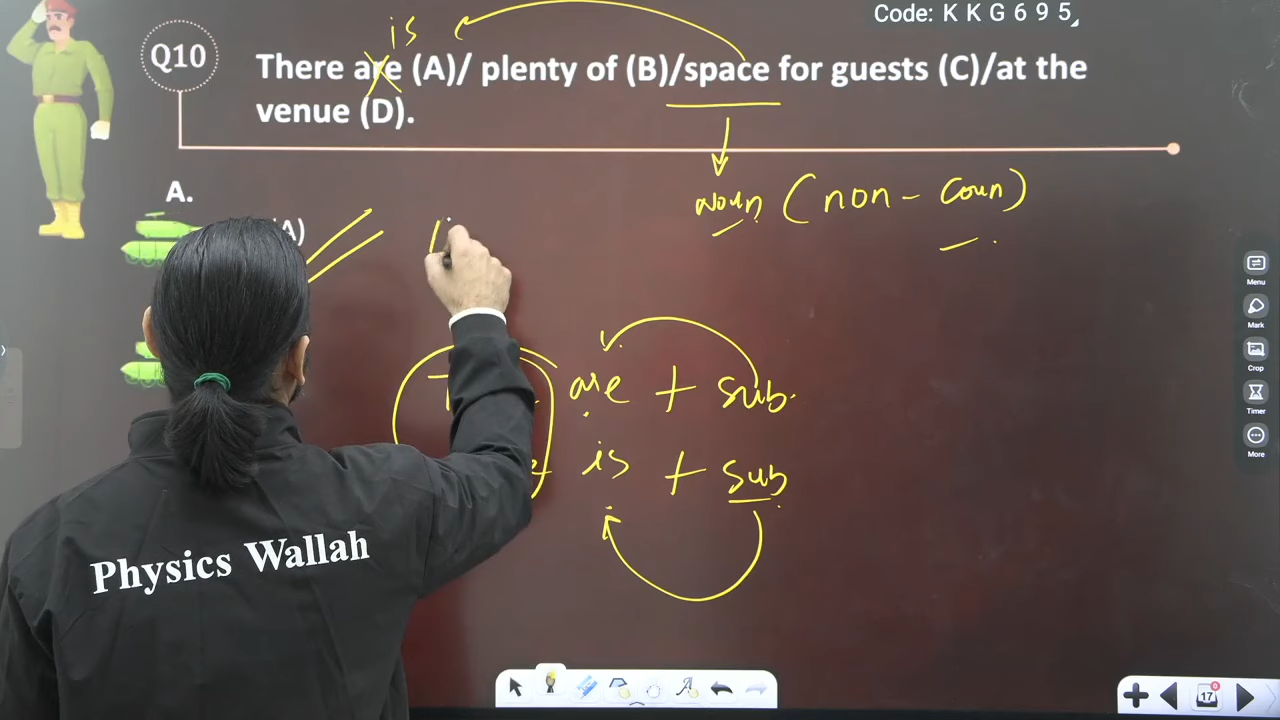 Code: K K G 6 9 5
is
Q10
There are (A)/ plenty of (B)/space for guests (C)/at the
venue (D).
A.
A)
Noun (non-coun)
are + sub.
is + sub
Physics Wallah
Menu
Mark
Crop
Timer
More
17